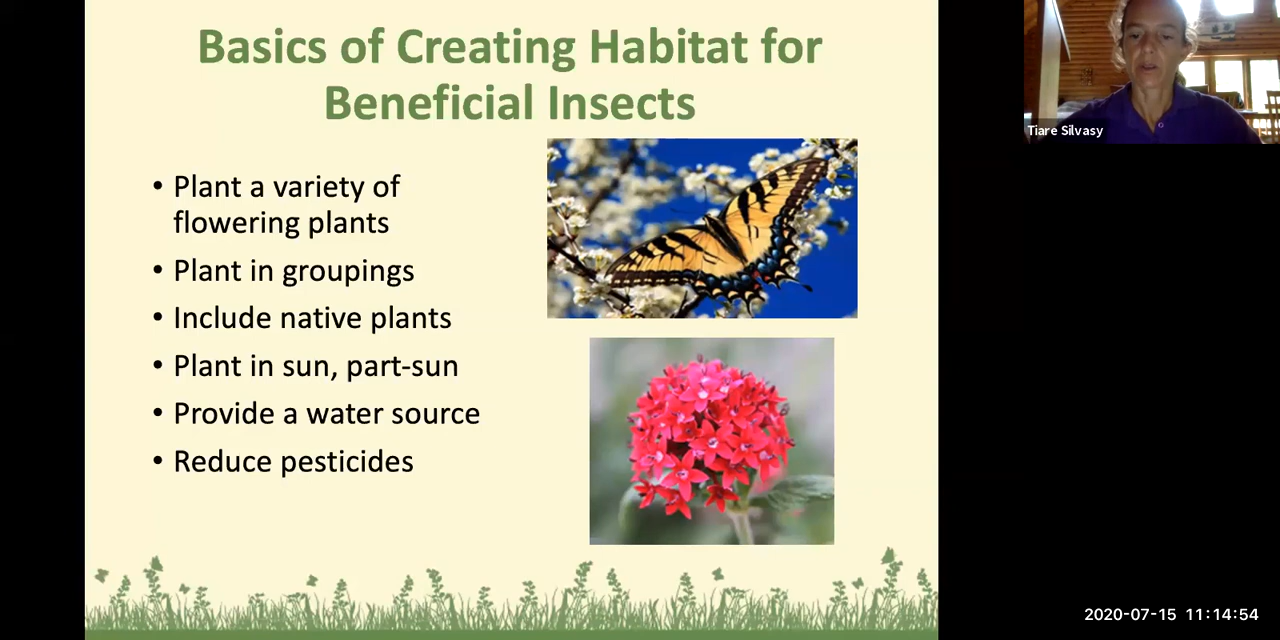 Basics of Creating Habitat for
Beneficial Insects
• Plant a variety of
flowering plants
• Plant in groupings
• Include native plants
• Plant in sun, part-sun
• Provide a water source
• Reduce pesticides
Tiare Silvasy
2020-07-15 11:14:54